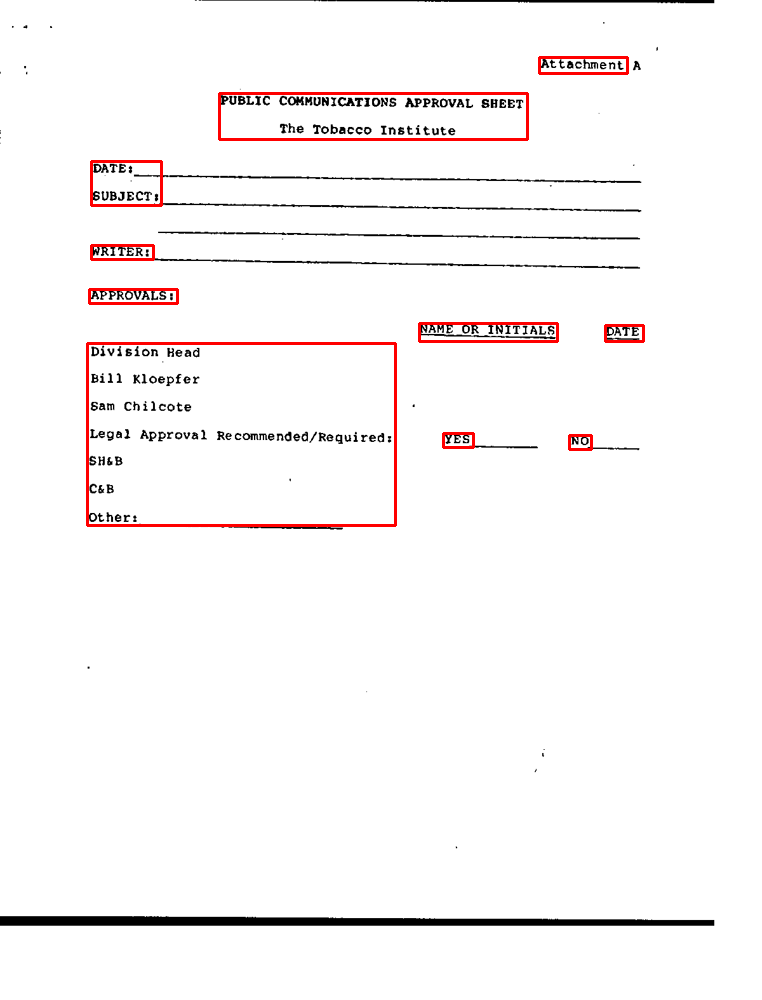 Attachment A
PUBLIC COMMUNICATIONS APPROVAL SHEET
The Tobacco Institute
DATE:
SUBJECT:
WRITER:
APPROVALS:
NAME OR INITIALS DATE
Division Head
Bill Kloepfer
Sam Chilcote
Legal Approval Recommended/Required: YES NO
SH&B
C&B
Other: